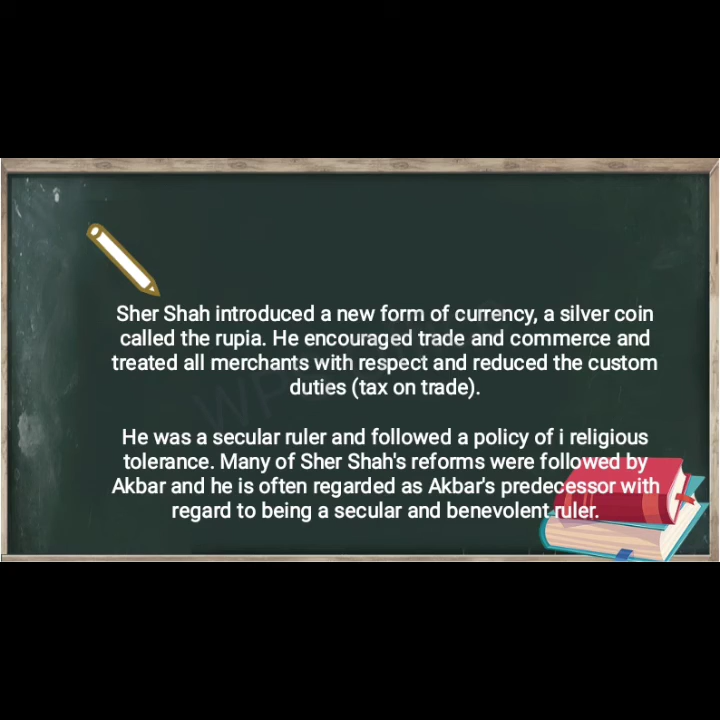 Sher Shah introduced a new form of currency, a silver coin
called the rupia. He encouraged trade and commerce and
treated all merchants with respect and reduced the custom
duties (tax on trade).
He was a secular ruler and followed a policy of i religious
tolerance. Many of Sher Shah's reforms were followed by
Akbar and he is often regarded as Akbar's predecessor with
regard to being a secular and benevolent ruler.